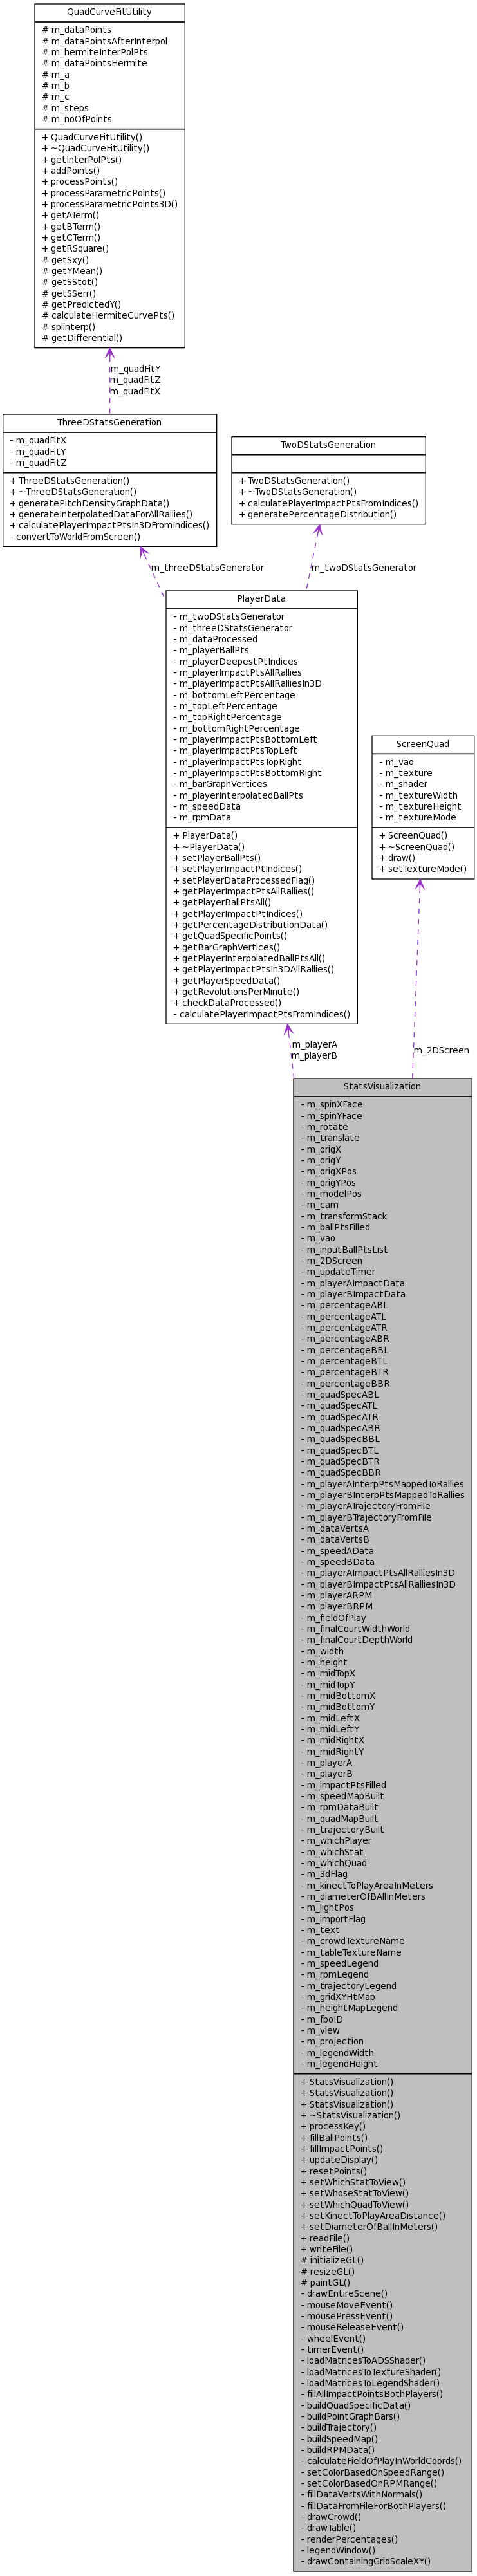 QuadCurveFitUtility
# m_dataPoints
# m_dataPointsAfterInterpol
# m_hermiteInterPolPts
# m_dataPointsHermite
# m_a
# m_b
# m_c
# m_steps
# m_noOfPoints
+ QuadCurveFitUtility()
+ ~QuadCurveFitUtility()
+ getInterPolPts()
+ addPoints()
+ processPoints()
+ processParametricPoints()
+ processParametricPoints3D()
+ getATerm()
+ getBTerm()
+ getCTerm()
+ getRSquare()
# getSxy()
# getYMean()
# getSStot()
# getSSerr()
# getPredictedY()
# calculateHermiteCurvePts()
# splinterp()
# getDifferential()
m_quadFitY
m_quadFitZ
m_quadFitX
ThreeDStatsGeneration
- m_quadFitX
- m_quadFitY
- m_quadFitZ
+ ThreeDStatsGeneration()
+ ~ThreeDStatsGeneration()
+ generatePitchDensityGraphData()
+ generateInterpolatedDataForAllRallies()
+ calculatePlayerImpactPtsIn3DFromIndices()
- convertToWorldFromScreen()
TwoDStatsGeneration
+ TwoDStatsGeneration()
+ ~TwoDStatsGeneration()
+ calculatePlayerImpactPtsFromIndices()
+ generatePercentageDistribution()
m_threeDStatsGenerator
m_twoDStatsGenerator
PlayerData
- m_twoDStatsGenerator
- m_threeDStatsGenerator
- m_dataProcessed
- m_playerBallPts
- m_playerDeepestPtIndices
- m_playerImpactPtsAllRallies
- m_playerImpactPtsAllRalliesIn3D
- m_bottomLeftPercentage
- m_topLeftPercentage
- m_topRightPercentage
- m_bottomRightPercentage
- m_playerImpactPtsBottomLeft
- m_playerImpactPtsTopLeft
- m_playerImpactPtsTopRight
- m_playerImpactPtsBottomRight
- m_barGraphVertices
- m_playerInterpolatedBallPts
- m_speedData
- m_rpmData
+ PlayerData()
+ ~PlayerData()
+ setPlayerBallPts()
+ setPlayerImpactPtIndices()
+ setPlayerDataProcessedFlag()
+ getPlayerImpactPtsAllRallies()
+ getPlayerBallPtsAll()
+ getPlayerImpactPtIndices()
+ getPercentageDistributionData()
+ getQuadSpecificPoints()
+ getBarGraphVertices()
+ getPlayerInterpolatedBallPtsAll()
+ getPlayerImpactPtsIn3DAllRallies()
+ getPlayerSpeedData()
+ getRevolutionsPerMinute()
+ checkDataProcessed()
- calculatePlayerImpactPtsFromIndices()
ScreenQuad
- m_vao
- m_texture
- m_shader
- m_textureWidth
- m_textureHeight
- m_textureMode
+ ScreenQuad()
+ ~ScreenQuad()
+ draw()
+ setTextureMode()
m_playerA
m_playerB
m_2DScreen
StatsVisualization
- m_spinXFace
- m_spinYFace
- m_rotate
- m_translate
- m_origX
- m_origY
- m_origXPos
- m_origYPos
- m_modelPos
- m_cam
- m_transformStack
- m_ballPtsFilled
- m_vao
- m_inputBallPtsList
- m_2DScreen
- m_updateTimer
- m_playerAImpactData
- m_playerBImpactData
- m_percentageABL
- m_percentageATL
- m_percentageATR
- m_percentageABR
- m_percentageBBL
- m_percentageBTL
- m_percentageBTR
- m_percentageBBR
- m_quadSpecABL
- m_quadSpecATL
- m_quadSpecATR
- m_quadSpecABR
- m_quadSpecBBL
- m_quadSpecBTL
- m_quadSpecBTR
- m_quadSpecBBR
- m_playerAInterpPtsMappedToRallies
- m_playerBInterpPtsMappedToRallies
- m_playerATrajectoryFromFile
- m_playerBTrajectoryFromFile
- m_dataVertsA
- m_dataVertsB
- m_speedAData
- m_speedBData
- m_playerAImpactPtsAllRalliesIn3D
- m_playerBImpactPtsAllRalliesIn3D
- m_playerARPM
- m_playerBRPM
- m_fieldOfPlay
- m_finalCourtWidthWorld
- m_finalCourtDepthWorld
- m_width
- m_height
- m_midTopX
- m_midTopY
- m_midBottomX
- m_midBottomY
- m_midLeftX
- m_midLeftY
- m_midRightX
- m_midRightY
- m_playerA
- m_playerB
- m_impactPtsFilled
- m_speedMapBuilt
- m_rpmDataBuilt
- m_quadMapBuilt
- m_trajectoryBuilt
- m_whichPlayer
- m_whichStat
- m_whichQuad
- m_3dFlag
- m_kinectToPlayAreaInMeters
- m_diameterOfBAllInMeters
- m_lightPos
- m_importFlag
- m_text
- m_crowdTextureName
- m_tableTextureName
- m_speedLegend
- m_rpmLegend
- m_trajectoryLegend
- m_gridXYHtMap
- m_heightMapLegend
- m_fboID
- m_view
- m_projection
- m_legendWidth
- m_legendHeight
+ StatsVisualization()
+ StatsVisualization()
+ StatsVisualization()
+ ~StatsVisualization()
+ processKey()
+ fillBallPoints()
+ fillImpactPoints()
+ updateDisplay()
+ resetPoints()
+ setWhichStatToView()
+ setWhoseStatToView()
+ setWhichQuadToView()
+ setKinectToPlayAreaDistance()
+ setDiameterOfBallInMeters()
+ readFile()
+ writeFile()
# initializeGL()
# resizeGL()
# paintGL()
- drawEntireScene()
- mouseMoveEvent()
- mousePressEvent()
- mouseReleaseEvent()
- wheelEvent()
- timerEvent()
- loadMatricesToADSShader()
- loadMatricesToTextureShader()
- loadMatricesToLegendShader()
- fillAllImpactPointsBothPlayers()
- buildQuadSpecificData()
- buildPointGraphBars()
- buildTrajectory()
- buildSpeedMap()
- buildRPMData()
- calculateFieldOfPlayInWorldCoords()
- setColorBasedOnSpeedRange()
- setColorBasedOnRPMRange()
- fillDataVertsWithNormals()
- fillDataFromFileForBothPlayers()
- drawCrowd()
- drawTable()
- renderPercentages()
- legendWindow()
- drawContainingGridScaleXY()